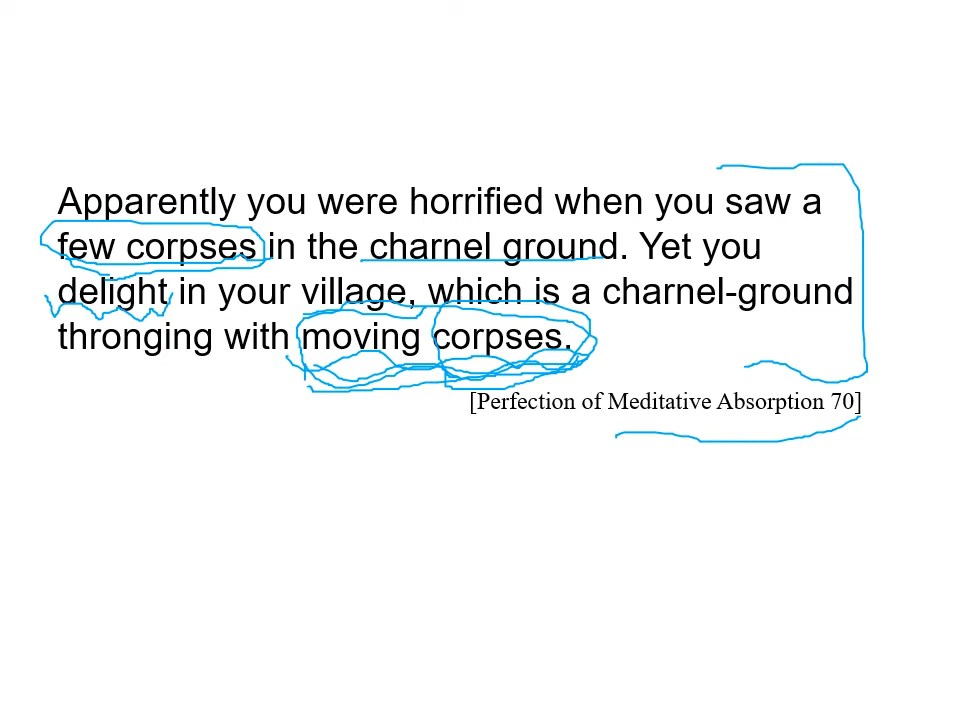 Apparently you were horrified when you saw a
few corpses in the charnel ground. Yet you
delight in your village, which is a charnel-ground
thronging with moving corpses.
[Perfection of Meditative Absorption 70]